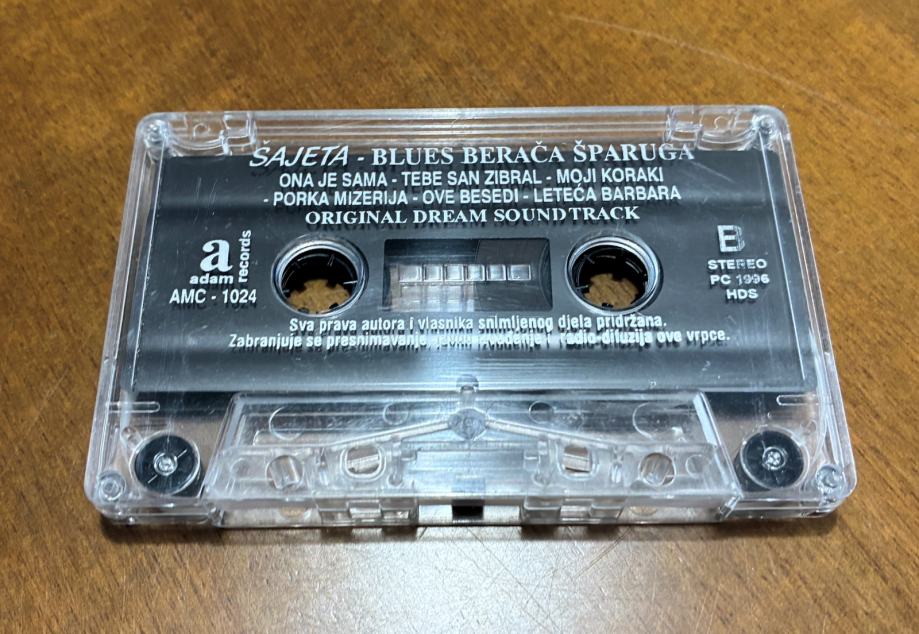 ŠAJETA - BLUES BERAČA ŠPARUGA
ONA JE SAMA - TEBE SAN ZIBRAL - MOJI KORAKI
- PORKA MIZERIJA - OVE BESEDI - LETEĆA BARBARA
ORIGINAL DREAM SOUNDTRACK
a
adam records
AMC - 1024
B
STEREO
PC 1996
HDS
Sva prava autora i vlasnika snimljenog djela pridržana.
Zabranjuje se presnimavanje, javno izvođenje i radio-difuzija ove vrpce.